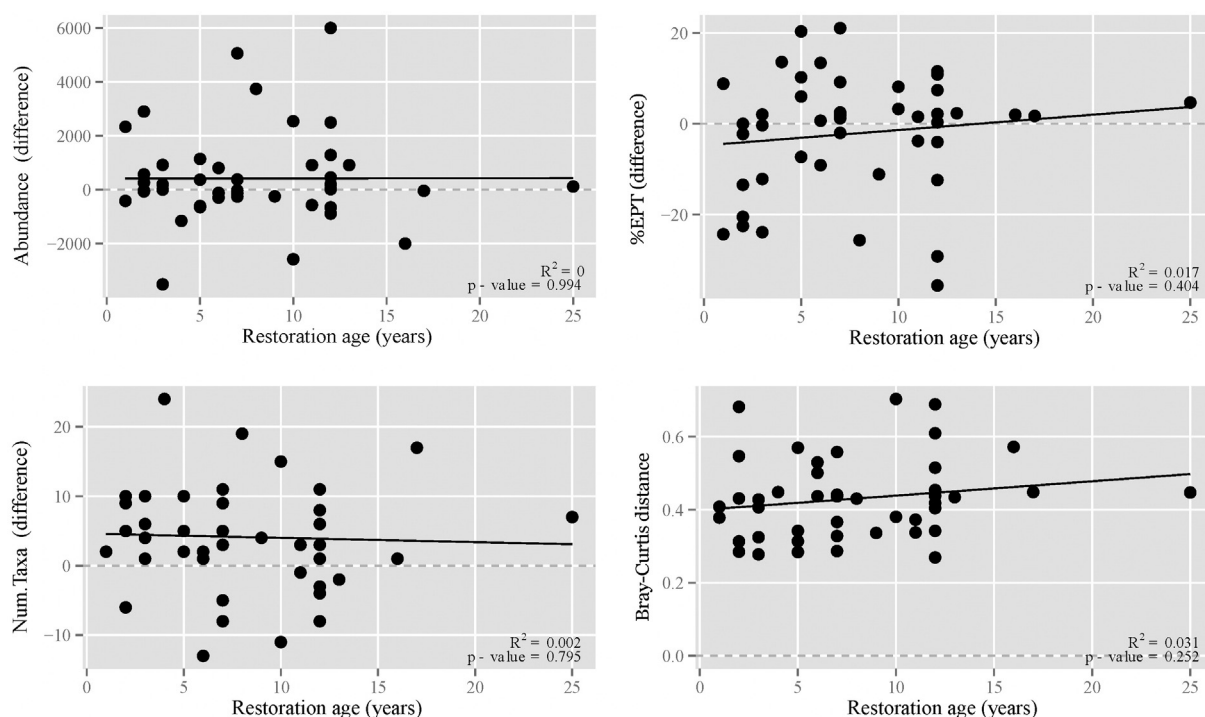 6000
4000
2000
0
−2000
Abundance (difference)
R² = 0
p - value = 0.994
0 5 10 15 20 25
Restoration age (years)
20
0
−20
%EPT (difference)
R² = 0.017
p - value = 0.404
0 5 10 15 20 25
Restoration age (years)
20
10
0
−10
Num. Taxa (difference)
R² = 0.002
p - value = 0.795
0 5 10 15 20 25
Restoration age (years)
0.6
0.4
0.2
0.0
Bray-Curtis distance
R² = 0.031
p - value = 0.252
0 5 10 15 20 25
Restoration age (years)